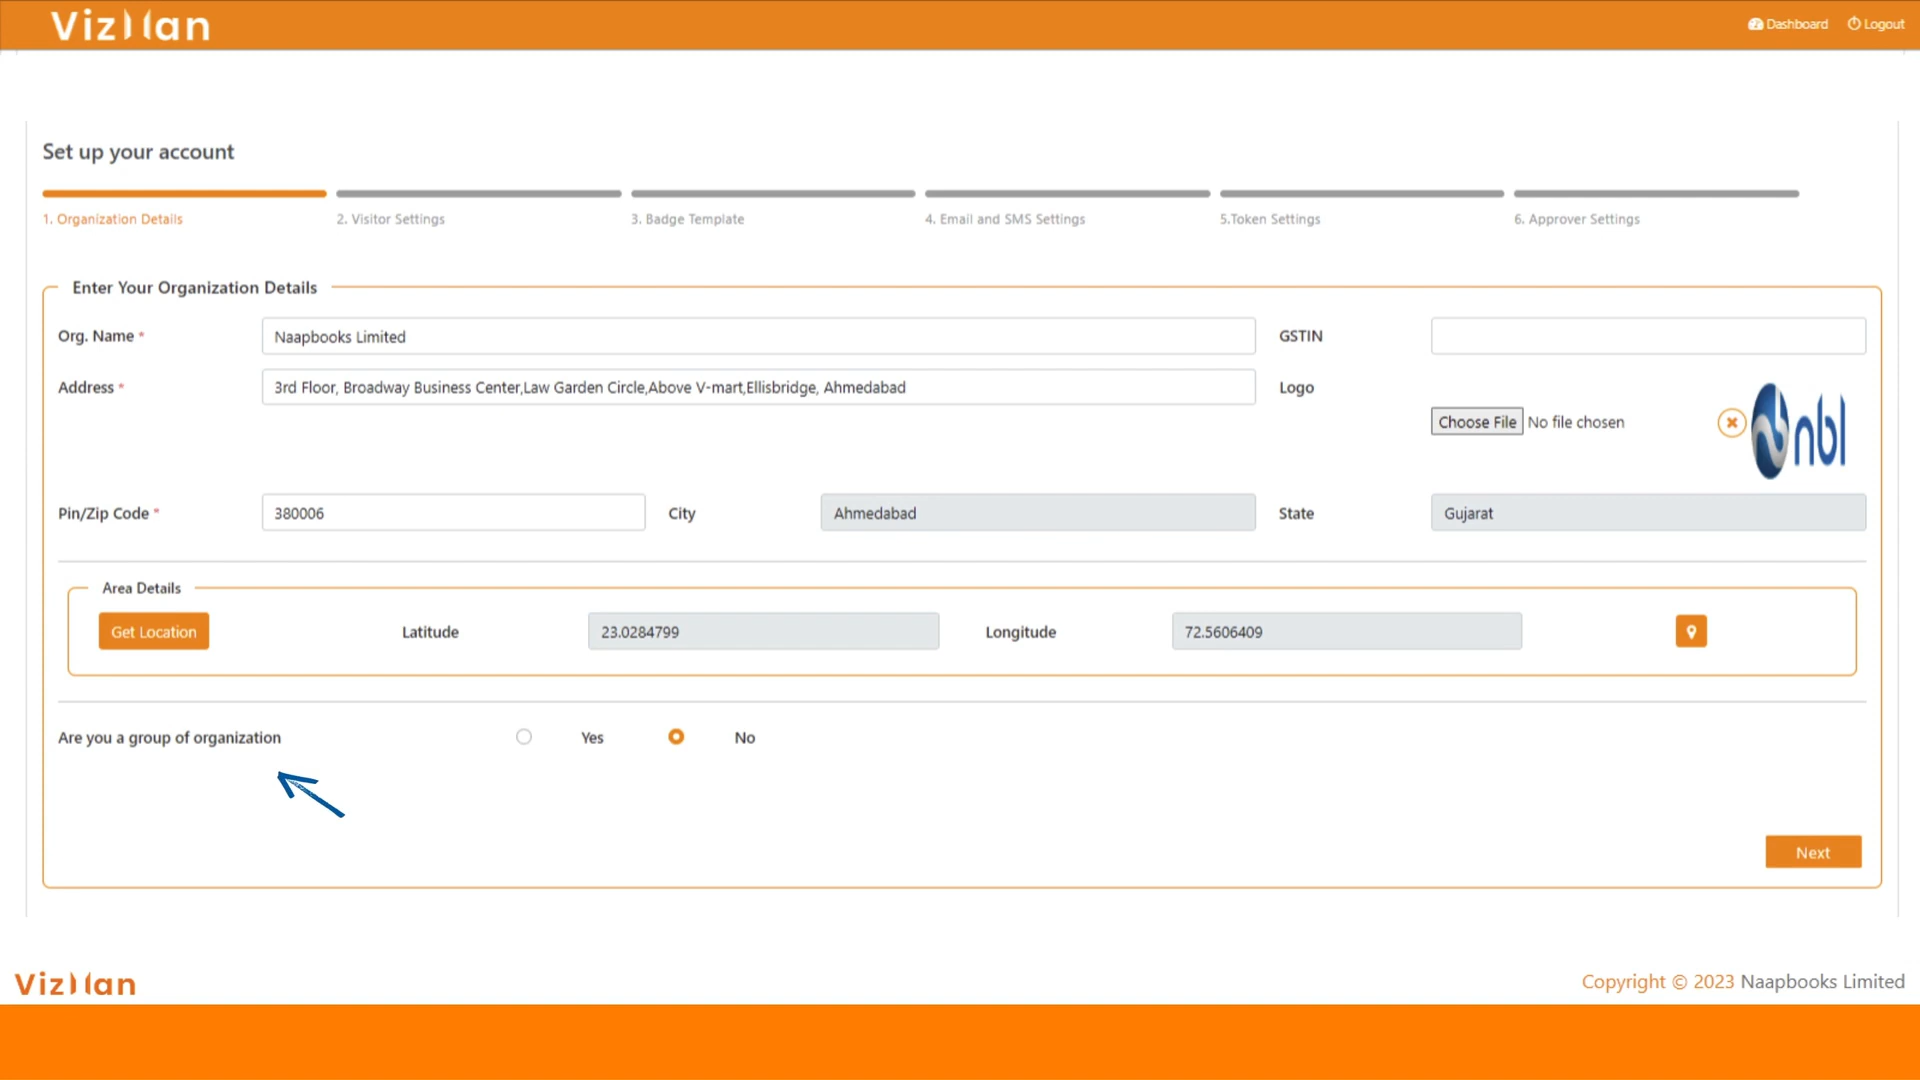 VizMan
Dashboard Logout
Set up your account
1. Organization Details 2. Visitor Settings 3. Badge Template 4. Email and SMS Settings 5.Token Settings 6. Approver Settings
Enter Your Organization Details
Org. Name * Naapbooks Limited GSTIN
Address * 3rd Floor, Broadway Business Center,Law Garden Circle,Above V-mart,Ellisbridge, Ahmedabad Logo
Choose File No file chosen nbl
Pin/Zip Code * 380006 City Ahmedabad State Gujarat
Area Details
Get Location Latitude 23.0284799 Longitude 72.5606409
Are you a group of organization Yes No
Next
VizMan
Copyright © 2023 Naapbooks Limited